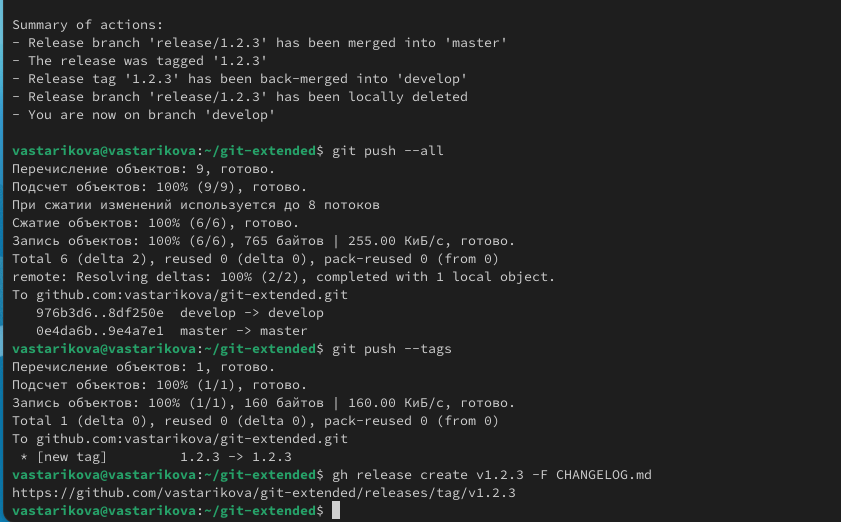 Summary of actions:
- Release branch 'release/1.2.3' has been merged into 'master'
- The release was tagged '1.2.3'
- Release tag '1.2.3' has been back-merged into 'develop'
- Release branch 'release/1.2.3' has been locally deleted
- You are now on branch 'develop'
vastarikova@vastarikova:~/git-extended$ git push --all
Перечисление объектов: 9, готово.
Подсчет объектов: 100% (9/9), готово.
При сжатии изменений используется до 8 потоков
Сжатие объектов: 100% (6/6), готово.
Запись объектов: 100% (6/6), 765 байтов | 255.00 КиБ/с, готово.
Total 6 (delta 2), reused 0 (delta 0), pack-reused 0 (from 0)
remote: Resolving deltas: 100% (2/2), completed with 1 local object.
To github.com:vastarikova/git-extended.git
   976b3d6..8df250e  develop -> develop
   0e4da6b..9e4a7e1  master -> master
vastarikova@vastarikova:~/git-extended$ git push --tags
Перечисление объектов: 1, готово.
Подсчет объектов: 100% (1/1), готово.
Запись объектов: 100% (1/1), 160 байтов | 160.00 КиБ/с, готово.
Total 1 (delta 0), reused 0 (delta 0), pack-reused 0 (from 0)
To github.com:vastarikova/git-extended.git
 * [new tag]         1.2.3 -> 1.2.3
vastarikova@vastarikova:~/git-extended$ gh release create v1.2.3 -F CHANGELOG.md
https://github.com/vastarikova/git-extended/releases/tag/v1.2.3
vastarikova@vastarikova:~/git-extended$